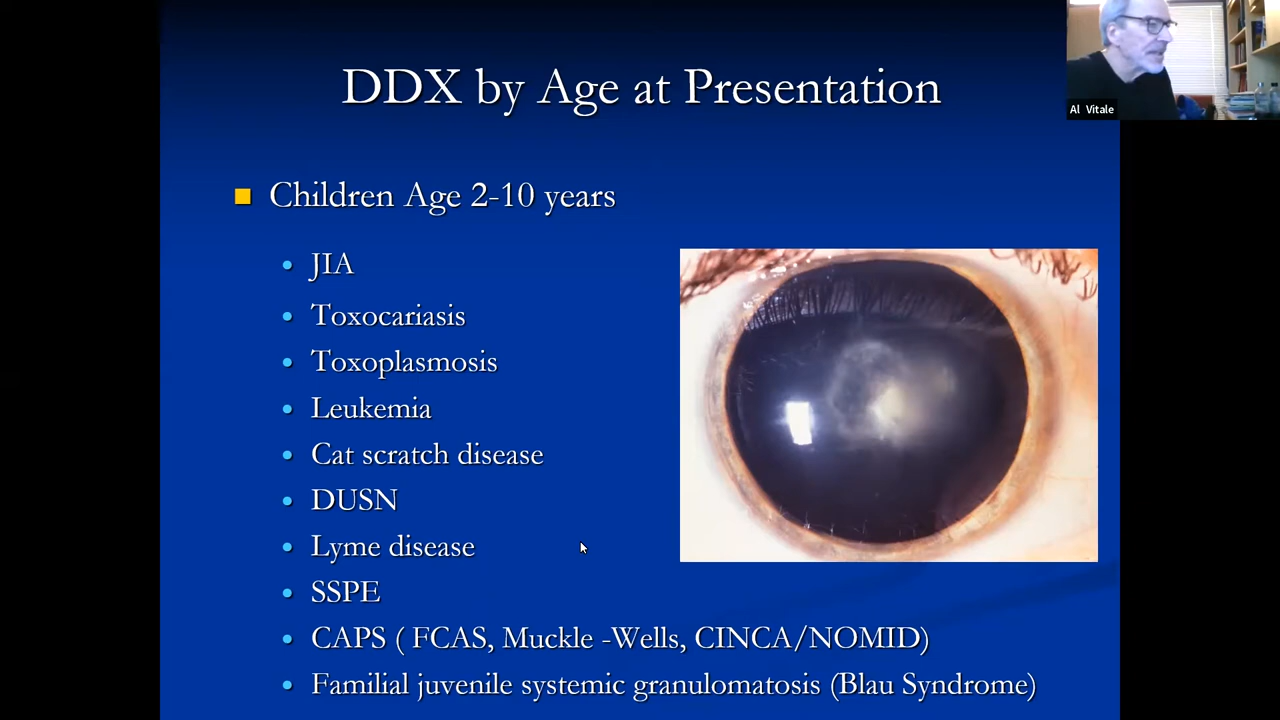 DDX by Age at Presentation
Al Vitale
Children Age 2-10 years
JIA
Toxocariasis
Toxoplasmosis
Leukemia
Cat scratch disease
DUSN
Lyme disease
SSPE
CAPS ( FCAS, Muckle -Wells, CINCA/NOMID)
Familial juvenile systemic granulomatosis (Blau Syndrome)